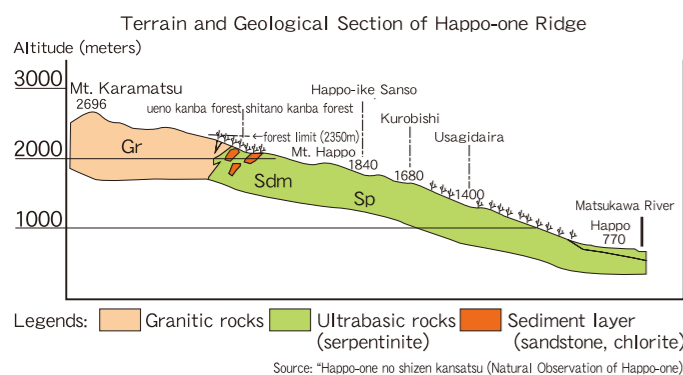 Terrain and Geological Section of Happo-one Ridge
Altitude (meters)
3000
Mt. Karamatsu
2696
ueno kanba forest
shitano kanba forest
Happo-ike Sanso
Kurobishi
Usagidaira
←forest limit (2350m)
Mt. Happo
Gr
2000
1840
1680
1400
Sdm
Sp
Matsukawa River
1000
Happo
770
Legends:
Granitic rocks
Ultrabasic rocks
(serpentinite)
Sediment layer
(sandstone, chlorite)
Source: "Happo-one no shizen kansatsu (Natural Observation of Happo-one)